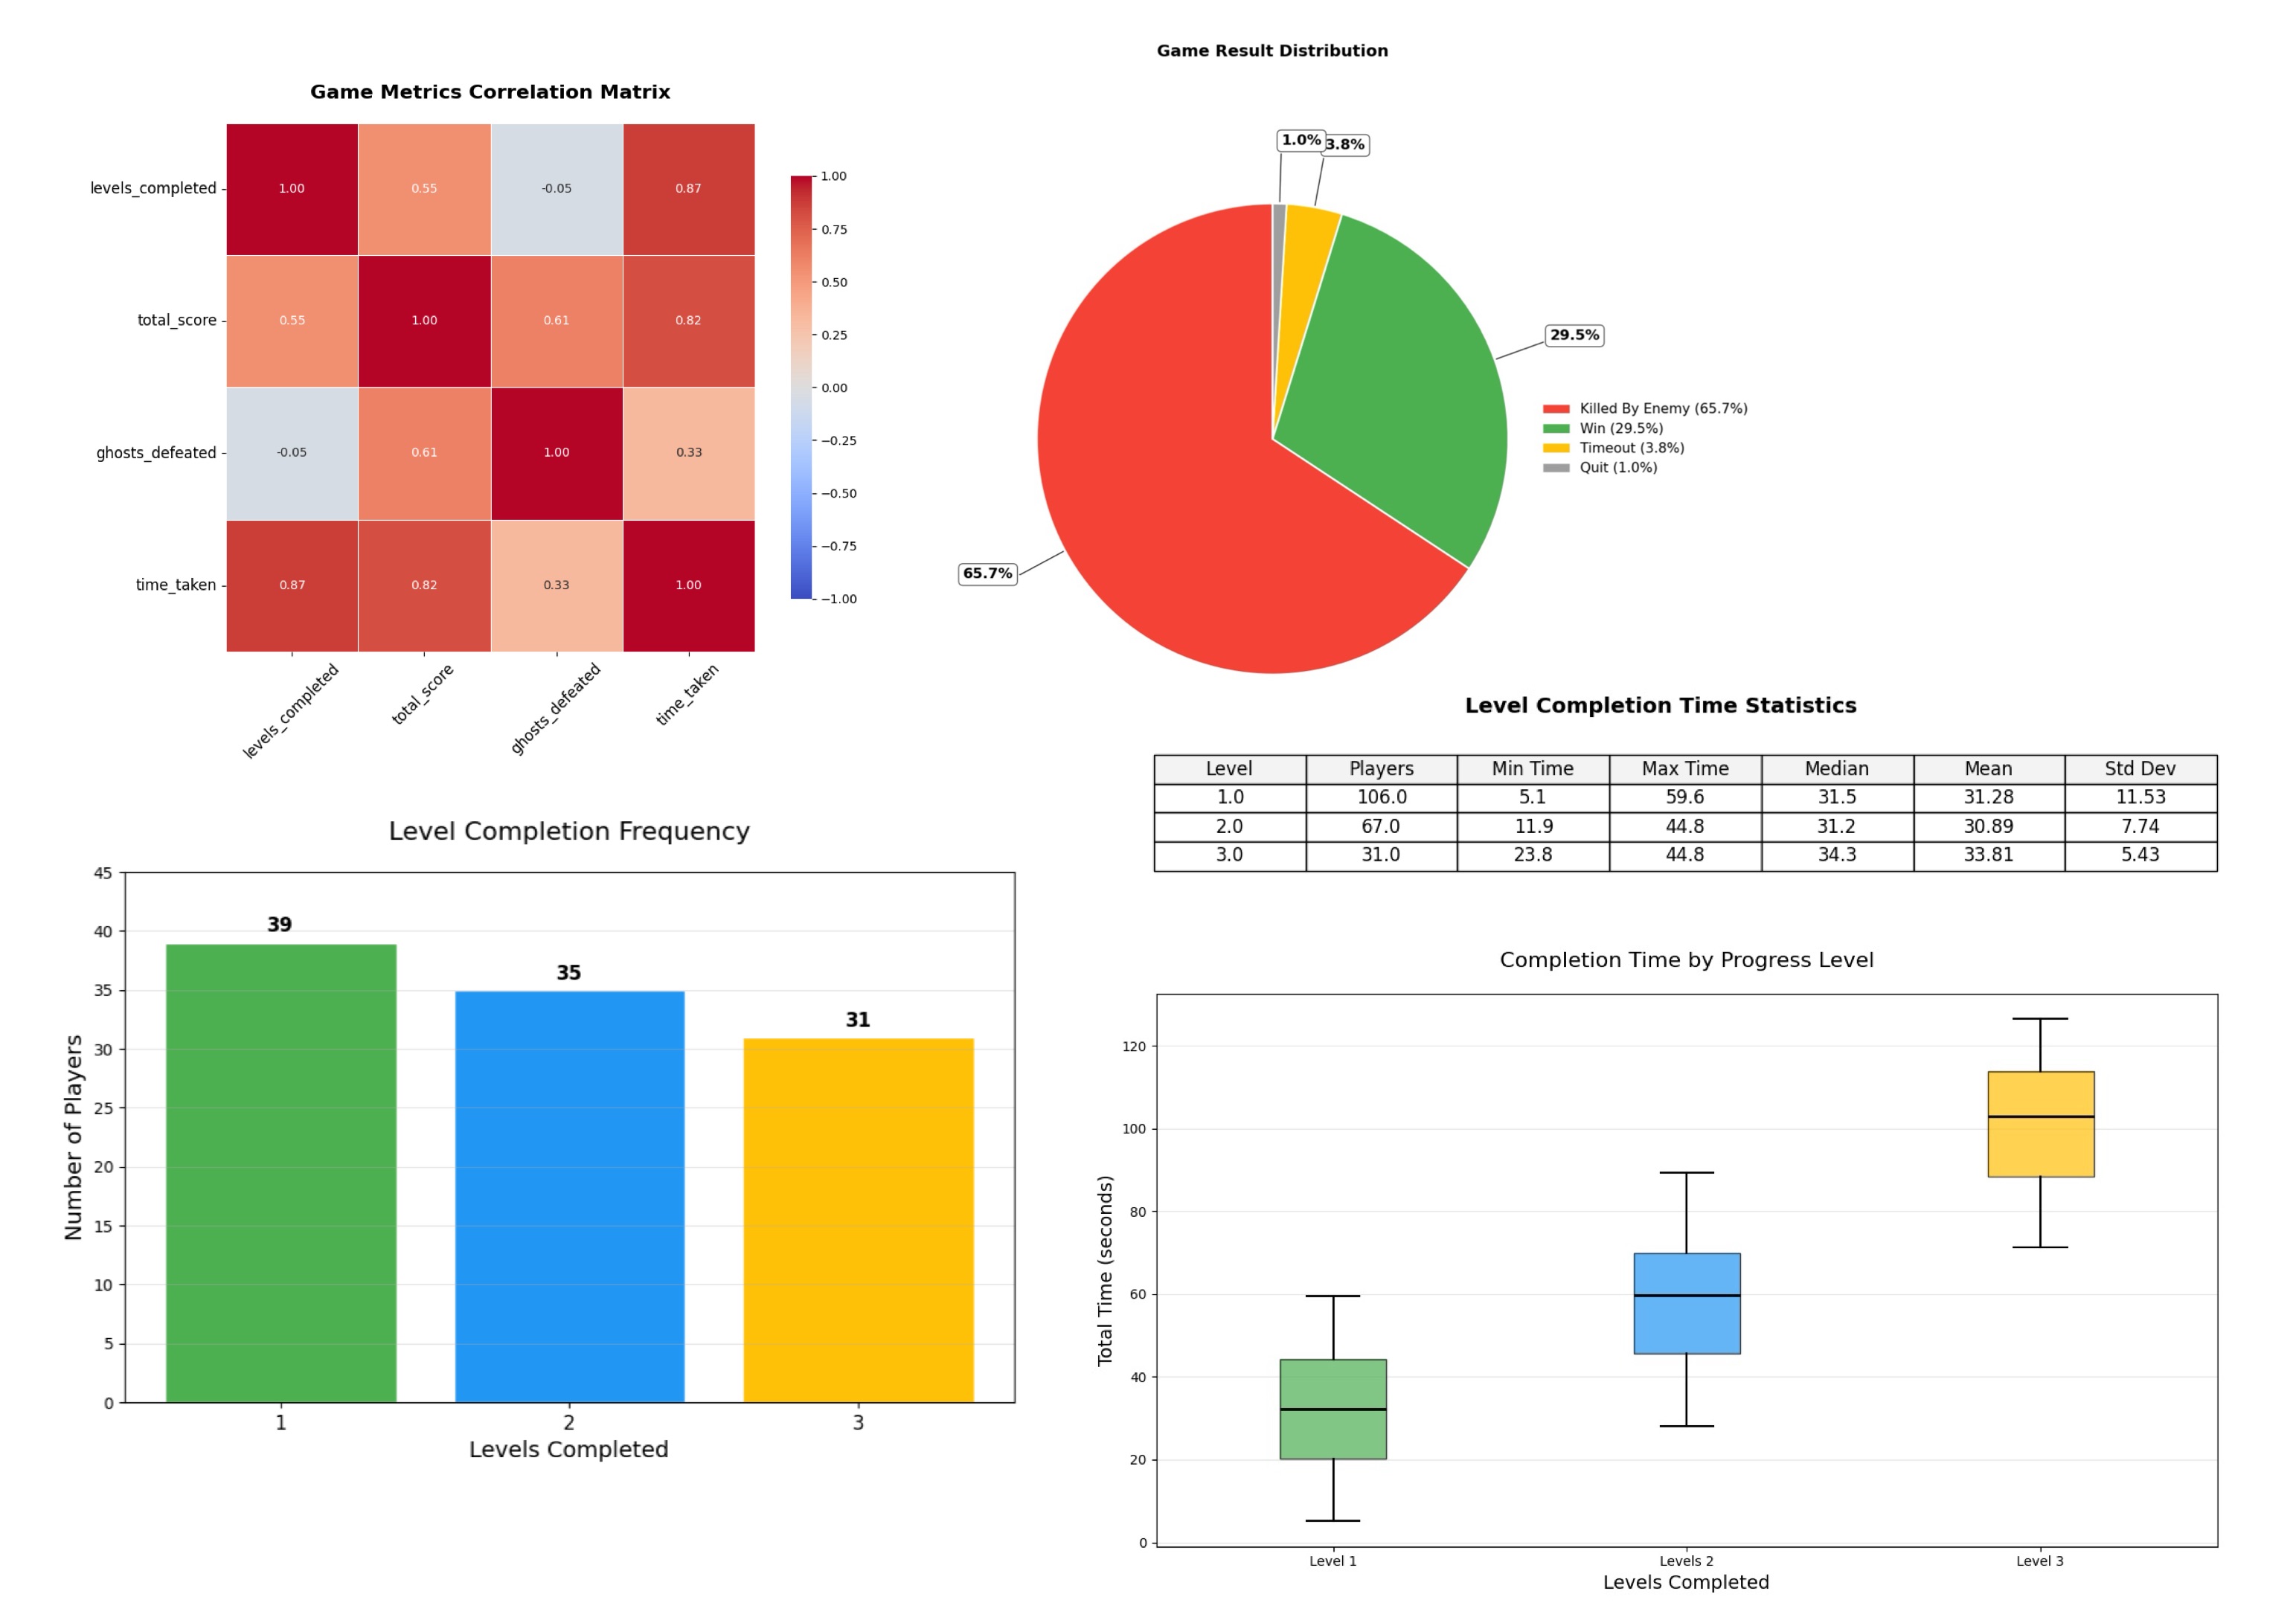 Game Metrics Correlation Matrix
levels_completed
1.00 0.55 -0.05 0.87
total_score
0.55 1.00 0.61 0.82
ghosts_defeated
-0.05 0.61 1.00 0.33
time_taken
0.87 0.82 0.33 1.00
levels_completed total_score ghosts_defeated time_taken
1.00
0.75
0.50
0.25
0.00
−0.25
−0.50
−0.75
−1.00
Game Result Distribution
1.0%
3.8%
29.5%
65.7%
Killed By Enemy (65.7%)
Win (29.5%)
Timeout (3.8%)
Quit (1.0%)
Level Completion Time Statistics
Level Players Min Time Max Time Median Mean Std Dev
1.0 106.0 5.1 59.6 31.5 31.28 11.53
2.0 67.0 11.9 44.8 31.2 30.89 7.74
3.0 31.0 23.8 44.8 34.3 33.81 5.43
Level Completion Frequency
Number of Players
45
40
35
30
25
20
15
10
5
0
39
35
31
1 2 3
Levels Completed
Completion Time by Progress Level
Total Time (seconds)
120
100
80
60
40
20
0
Level 1 Levels 2 Level 3
Levels Completed